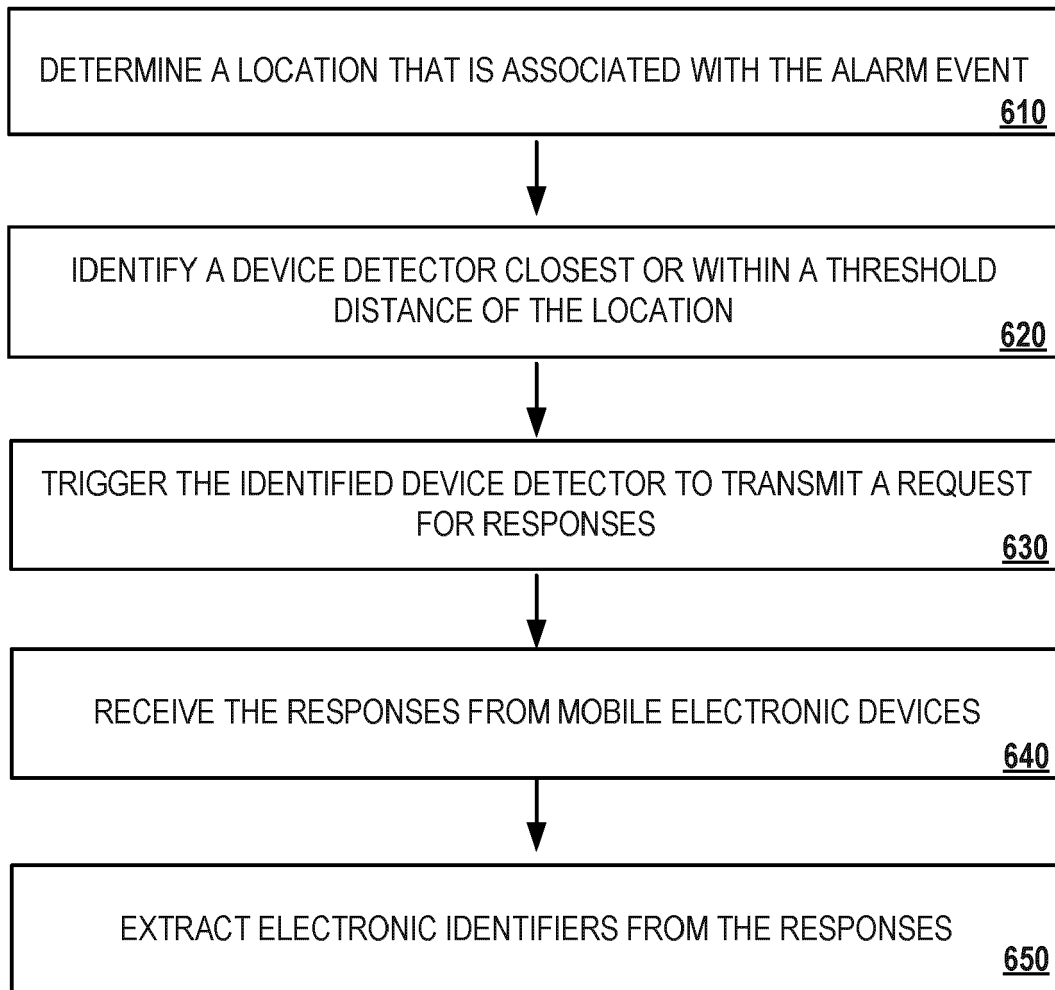 DETERMINE A LOCATION THAT IS ASSOCIATED WITH THE ALARM EVENT
610
IDENTIFY A DEVICE DETECTOR CLOSEST OR WITHIN A THRESHOLD
DISTANCE OF THE LOCATION
620
TRIGGER THE IDENTIFIED DEVICE DETECTOR TO TRANSMIT A REQUEST
FOR RESPONSES
630
RECEIVE THE RESPONSES FROM MOBILE ELECTRONIC DEVICES
640
EXTRACT ELECTRONIC IDENTIFIERS FROM THE RESPONSES
650